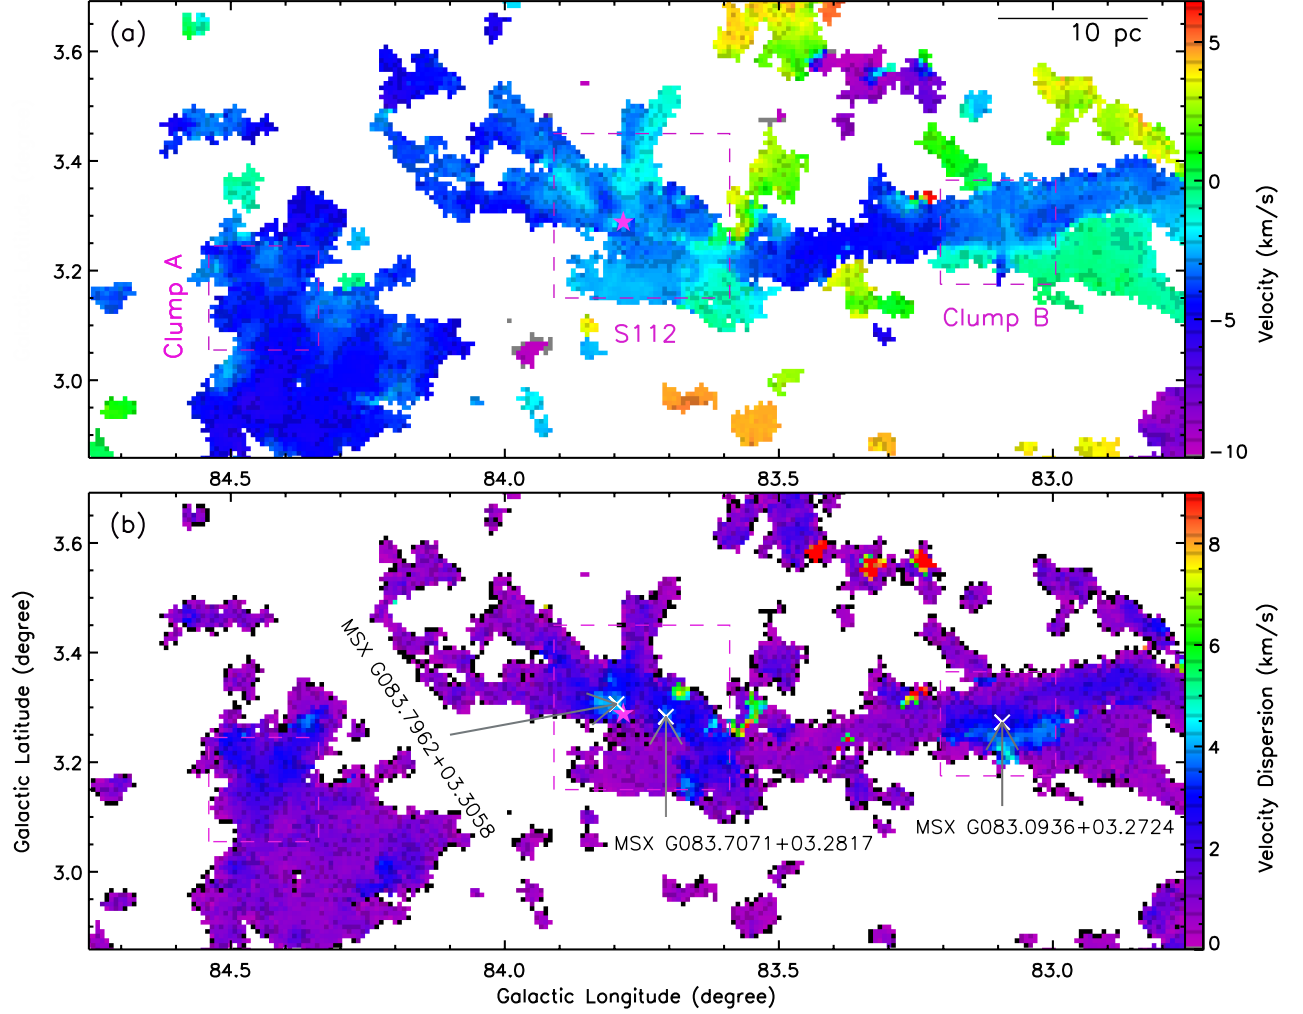 (a)
10 pc
3.6
3.4
3.2
3.0
Clump A
S112
Clump B
84.5
84.0
83.5
83.0
5
0
−5
−10
Velocity (km/s)
(b)
3.6
3.4
3.2
3.0
Galactic Latitude (degree)
MSX G083.7962+03.3058
MSX G083.7071+03.2817
MSX G083.0936+03.2724
84.5
84.0
83.5
83.0
Galactic Longitude (degree)
8
6
4
2
0
Velocity Dispersion (km/s)